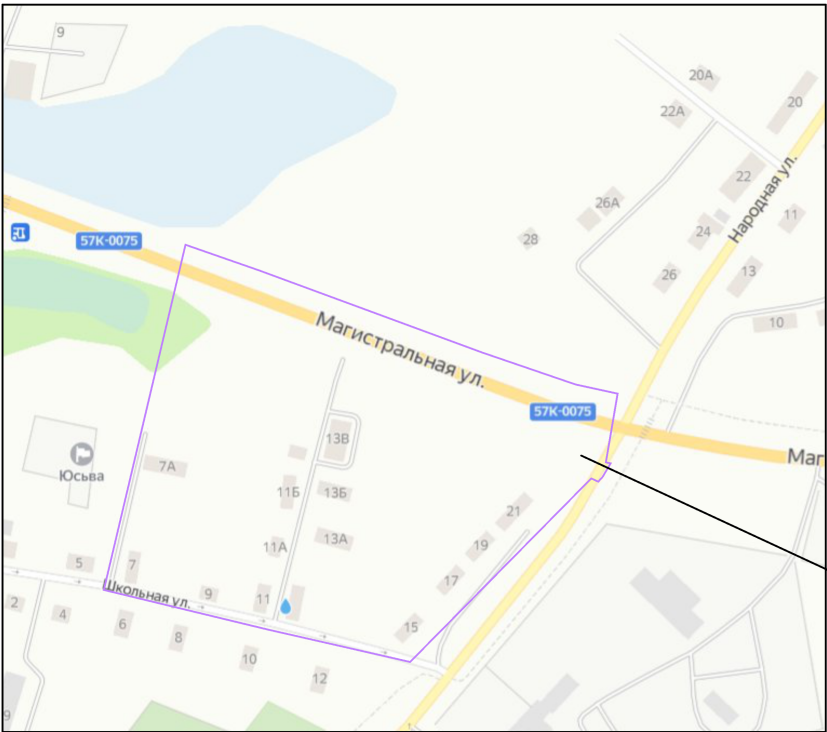 9
20А
20
22А
22
Народная ул.
26А
11
24
28
57К-0075
26
13
10
Магистральная ул.
57К-0075
13В
Маг
Юсьва
7А
11Б
13Б
21
11А
13А
19
5
7
17
Школьная ул.
9
11
2
4
6
15
8
10
12
9